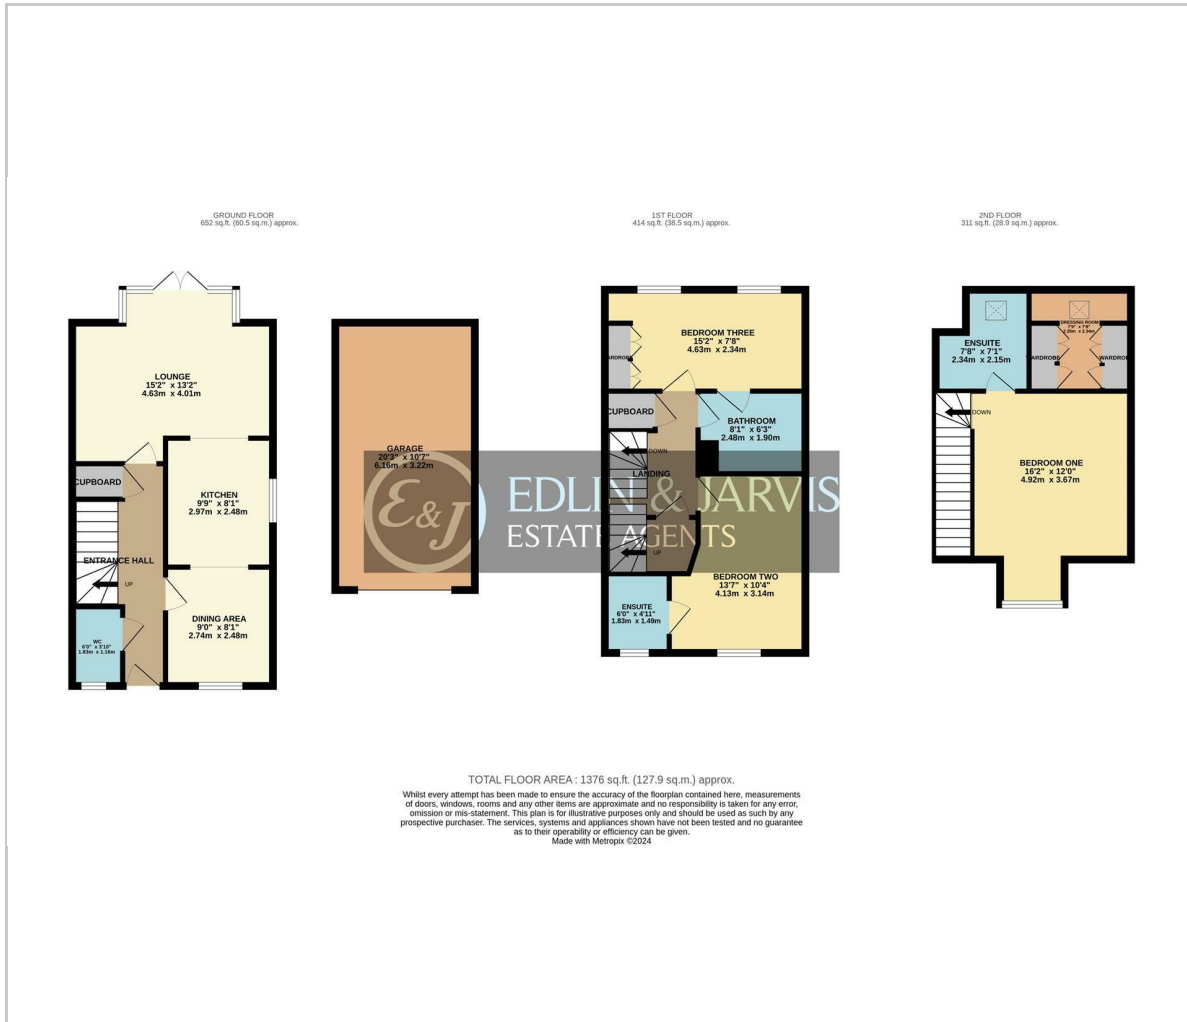 GROUND FLOOR
652 sq.ft. (60.5 sq.m.) approx.
LOUNGE
15'2" x 13'2"
4.63m x 4.01m
CUPBOARD
KITCHEN
9'9" x 8'1"
2.97m x 2.48m
ENTRANCE HALL
UP
DINING AREA
9'0" x 8'1"
2.74m x 2.48m
WC
6'0" x 3'10"
1.83m x 1.16m
GARAGE
20'3" x 10'7"
6.16m x 3.22m
1ST FLOOR
414 sq.ft. (38.5 sq.m.) approx.
BEDROOM THREE
15'2" x 7'8"
4.63m x 2.34m
ARDROBE
CUPBOARD
BATHROOM
8'1" x 6'3"
2.48m x 1.90m
DOWN
LANDING
UP
BEDROOM TWO
13'7" x 10'4"
4.13m x 3.14m
ENSUITE
6'0" x 4'11"
1.83m x 1.49m
2ND FLOOR
311 sq.ft. (28.9 sq.m.) approx.
ENSUITE
7'8" x 7'1"
2.34m x 2.15m
DRESSING ROOM
WARDROBE
WARDROB
DOWN
BEDROOM ONE
16'2" x 12'0"
4.92m x 3.67m
E&J
EDLIN & JARVIS
ESTATE AGENTS
TOTAL FLOOR AREA : 1376 sq.ft. (127.9 sq.m.) approx.
Whilst every attempt has been made to ensure the accuracy of the floorplan contained here, measurements
of doors, windows, rooms and any other items are approximate and no responsibility is taken for any error,
omission or mis-statement. This plan is for illustrative purposes only and should be used as such by any
prospective purchaser. The services, systems and appliances shown have not been tested and no guarantee
as to their operability or efficiency can be given.
Made with Metropix ©2024